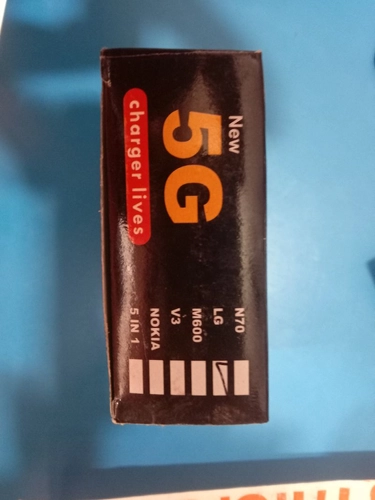 New
5G
charger lives
N70
LG
M600
V3
NOKIA
5 IN 1